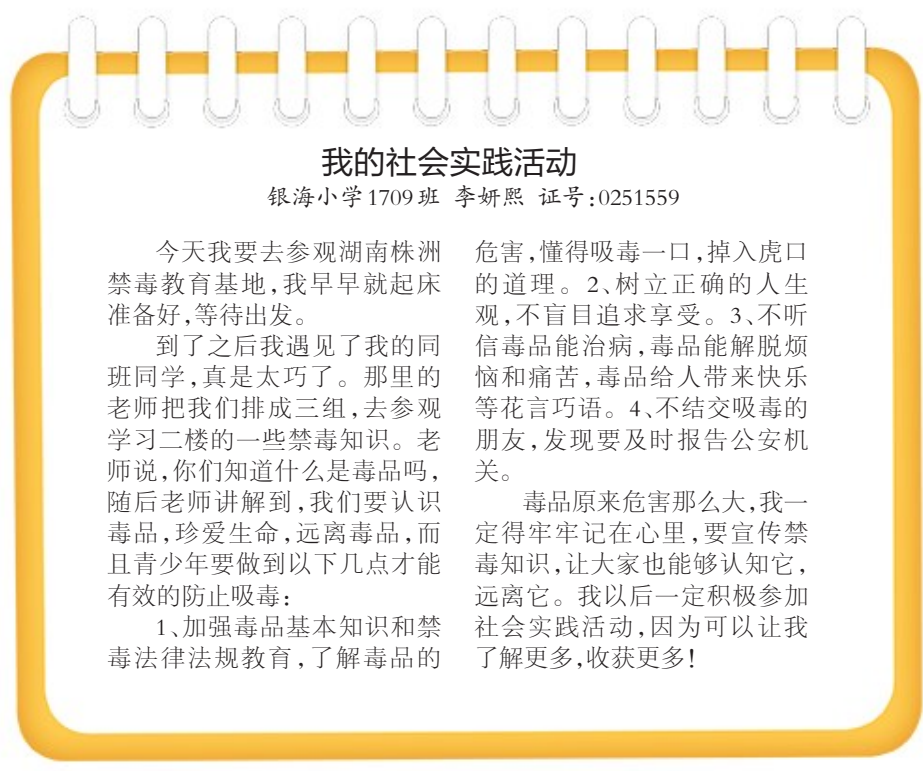 我的社会实践活动
银海小学1709班 李妍熙 证号:0251559
今天我要去参观湖南株洲
禁毒教育基地,我早早就起床
准备好,等待出发。
到了之后我遇见了我的同
班同学,真是太巧了。那里的
老师把我们排成三组,去参观
学习二楼的一些禁毒知识。老
师说,你们知道什么是毒品吗,
随后老师讲解到,我们要认识
毒品,珍爱生命,远离毒品,而
且青少年要做到以下几点才能
有效的防止吸毒:
1、加强毒品基本知识和禁
毒法律法规教育,了解毒品的
危害,懂得吸毒一口,掉入虎口
的道理。2、树立正确的人生
观,不盲目追求享受。3、不听
信毒品能治病,毒品能解脱烦
恼和痛苦,毒品给人带来快乐
等花言巧语。4、不结交吸毒的
朋友,发现要及时报告公安机
关。
毒品原来危害那么大,我一
定得牢牢记在心里,要宣传禁
毒知识,让大家也能够认知它,
远离它。我以后一定积极参加
社会实践活动,因为可以让我
了解更多,收获更多!